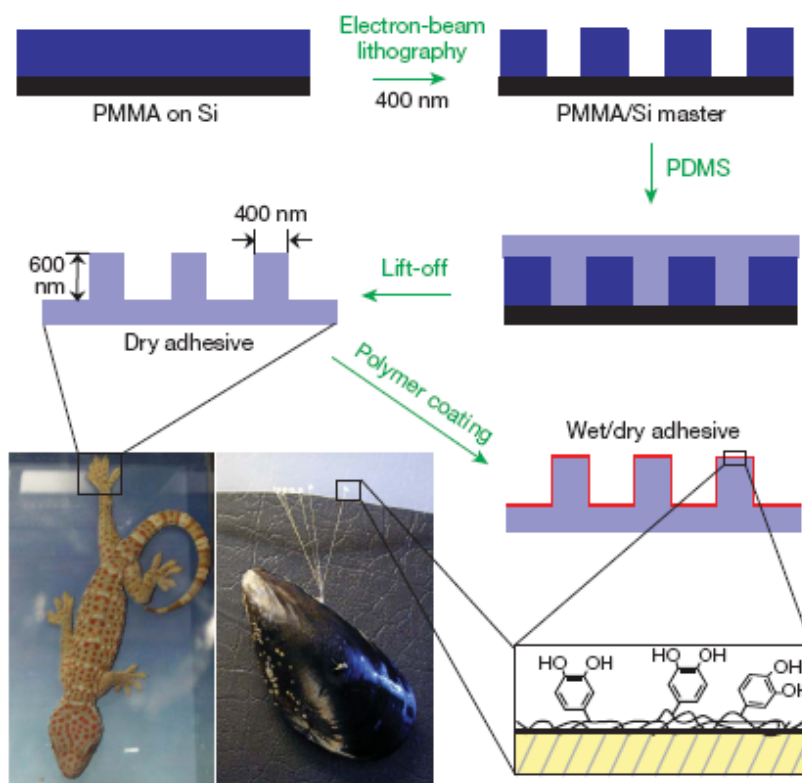 Electron-beam
lithography
400 nm
PMMA on Si
PMMA/Si master
PDMS
400 nm
600
nm
Lift-off
Dry adhesive
Polymer coating
Wet/dry adhesive
HO OH
HO OH
HO
OH